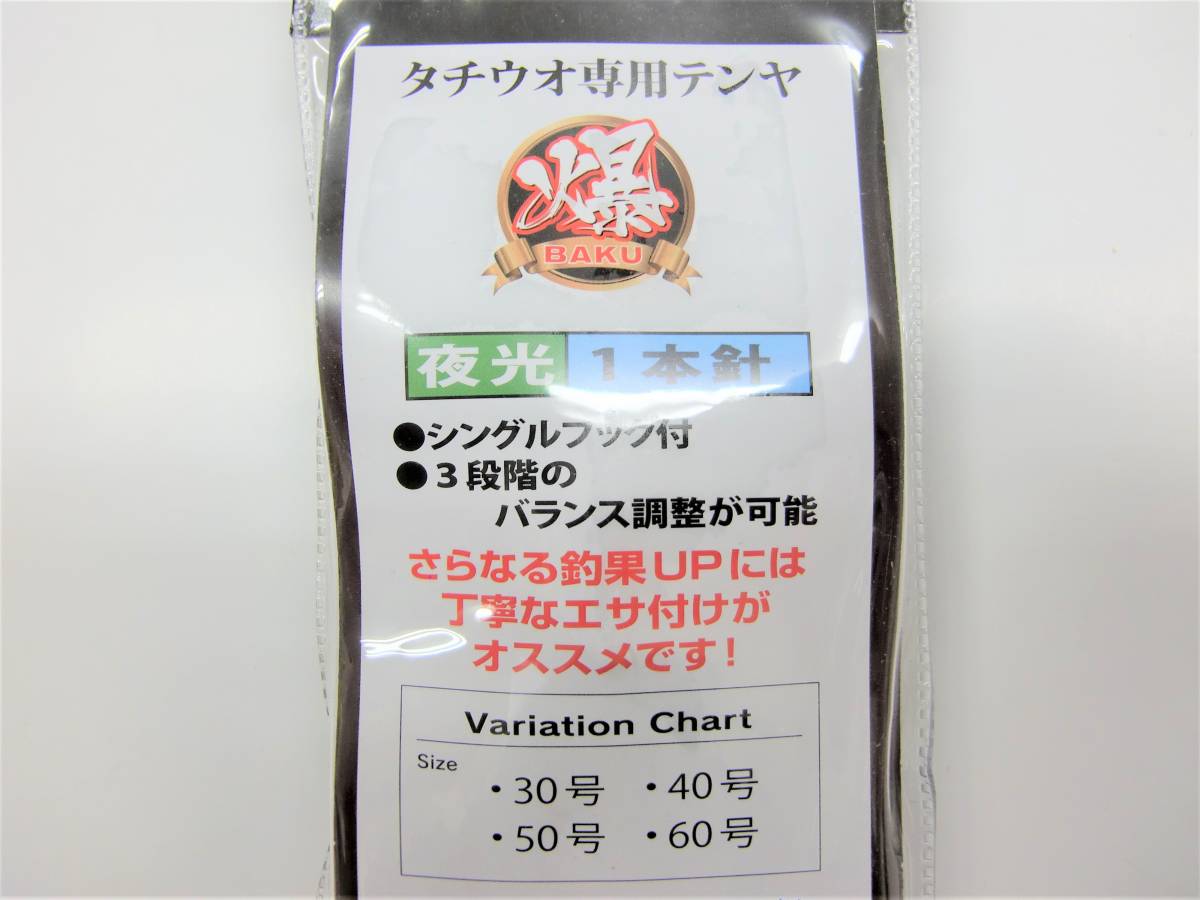 タチウオ専用テンヤ
爆
BAKU
夜光 1本針
●シングルフック付
●3段階の
バランス調整が可能
さらなる釣果UPには
丁寧なエサ付けが
オススメです!
Variation Chart
Size
・30号 ・40号
・50号 ・60号